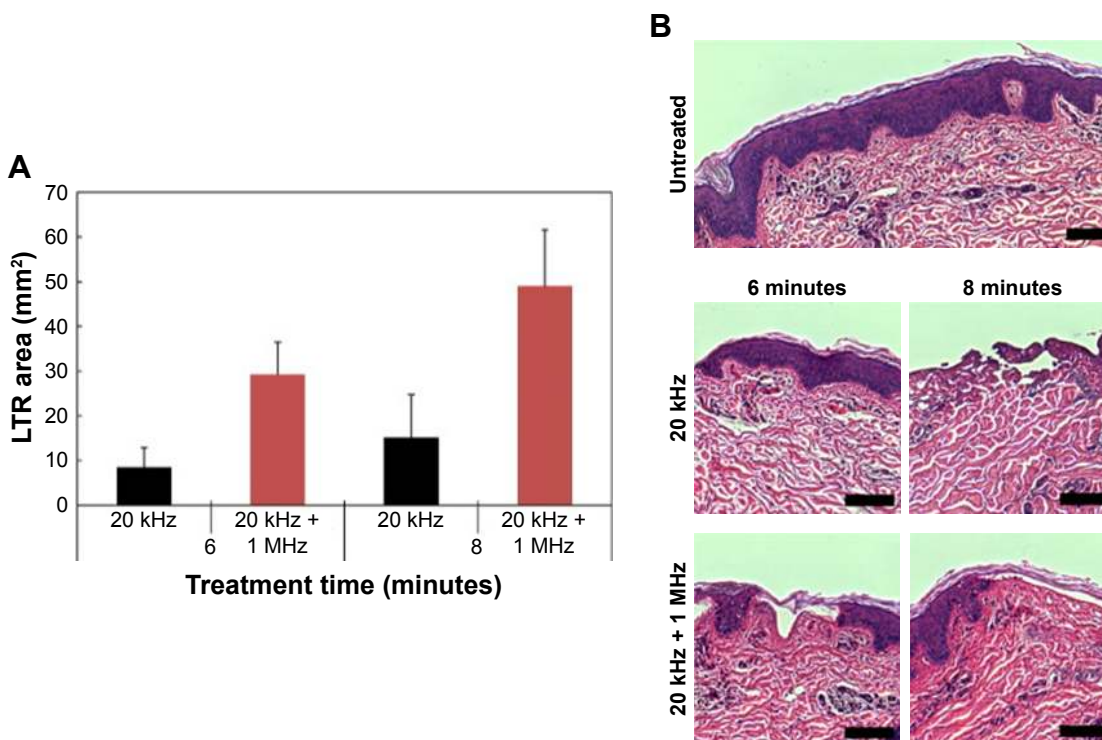 A
70
60
50
40
30
20
10
0
LTR area (mm²)
20 kHz
20 kHz +
1 MHz
20 kHz
20 kHz +
1 MHz
6
8
Treatment time (minutes)
B
Untreated
6 minutes
8 minutes
20 kHz
20 kHz + 1 MHz